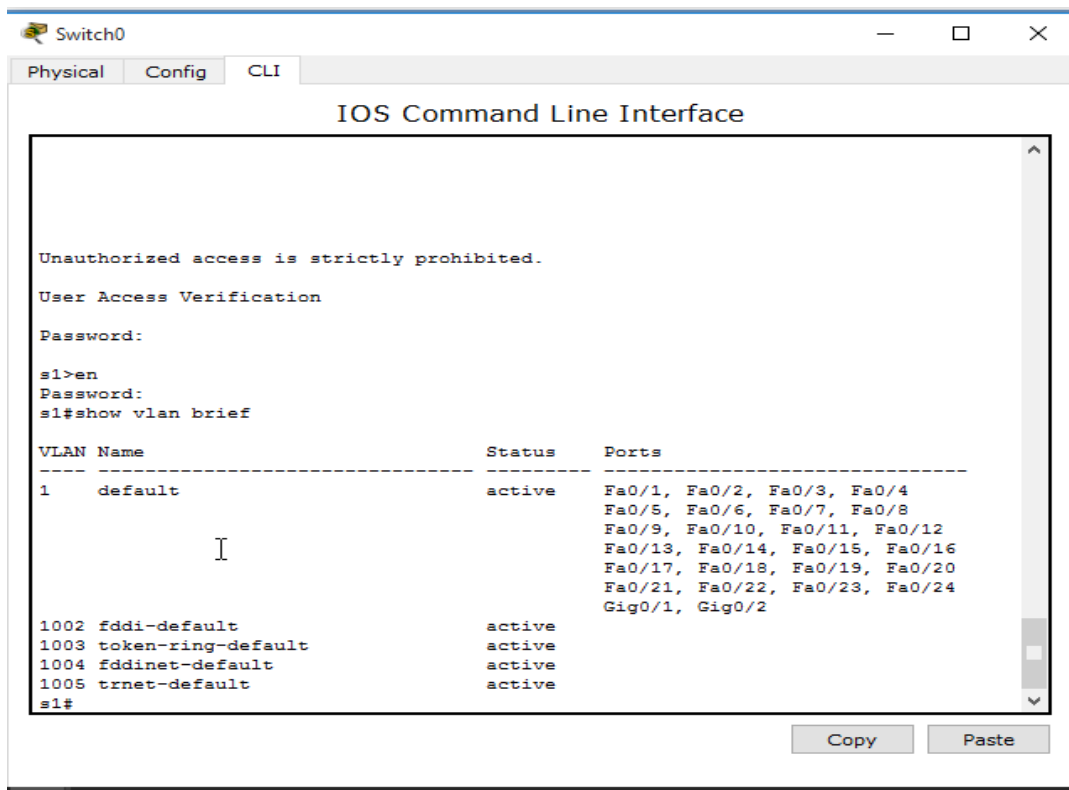 Switch0
Physical Config CLI
IOS Command Line Interface
Unauthorized access is strictly prohibited.
User Access Verification
Password:
s1>en
Password:
s1#show vlan brief
VLAN Name                             Status    Ports
---- -------------------------------- --------- -------------------------------
1    default                          active    Fa0/1, Fa0/2, Fa0/3, Fa0/4
                                                Fa0/5, Fa0/6, Fa0/7, Fa0/8
                                                Fa0/9, Fa0/10, Fa0/11, Fa0/12
                                                Fa0/13, Fa0/14, Fa0/15, Fa0/16
                                                Fa0/17, Fa0/18, Fa0/19, Fa0/20
                                                Fa0/21, Fa0/22, Fa0/23, Fa0/24
                                                Gig0/1, Gig0/2
1002 fddi-default                     active
1003 token-ring-default               active
1004 fddinet-default                  active
1005 trnet-default                    active
s1#
Copy Paste